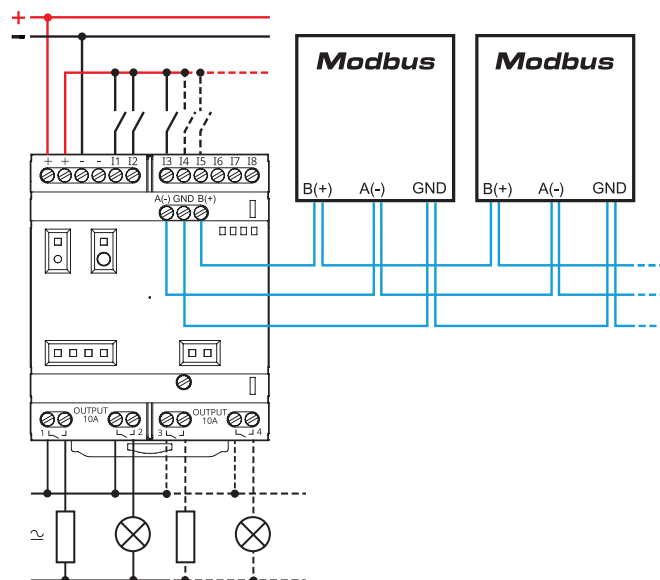 +
-
Modbus Modbus
B(+) A(-) GND B(+) A(-) GND
+ + - - I1 I2 I3 I4 I5 I6 I7 I8
A(-) GND B(+)
OUTPUT 10A OUTPUT 10A
1 2 3 4